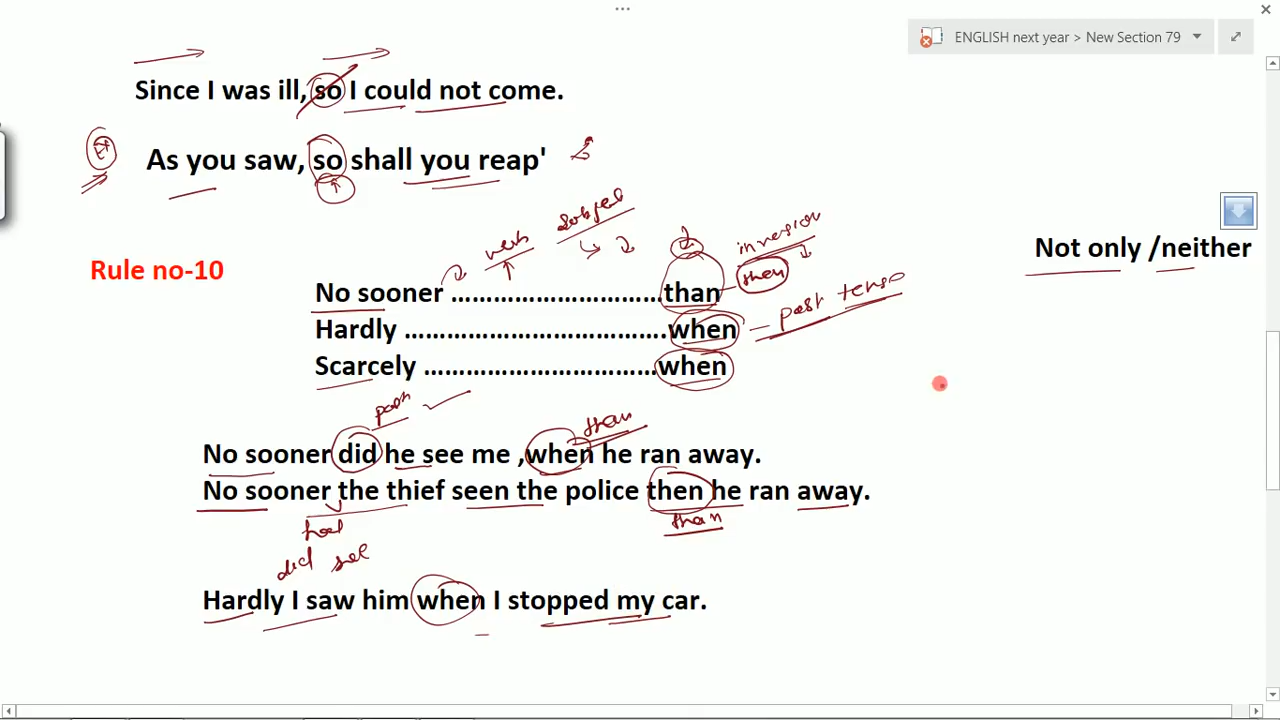 ENGLISH next year > New Section 79
Since I was ill, so I could not come.
As you saw, so shall you reap'
verb subject inversion
Not only /neither
Rule no-10
then
No sooner ................................than
past tense
Hardly ........................................when
Scarcely ...................................when
past
than
No sooner did he see me ,when he ran away.
No sooner the thief seen the police then he ran away.
had than
did see
Hardly I saw him when I stopped my car.